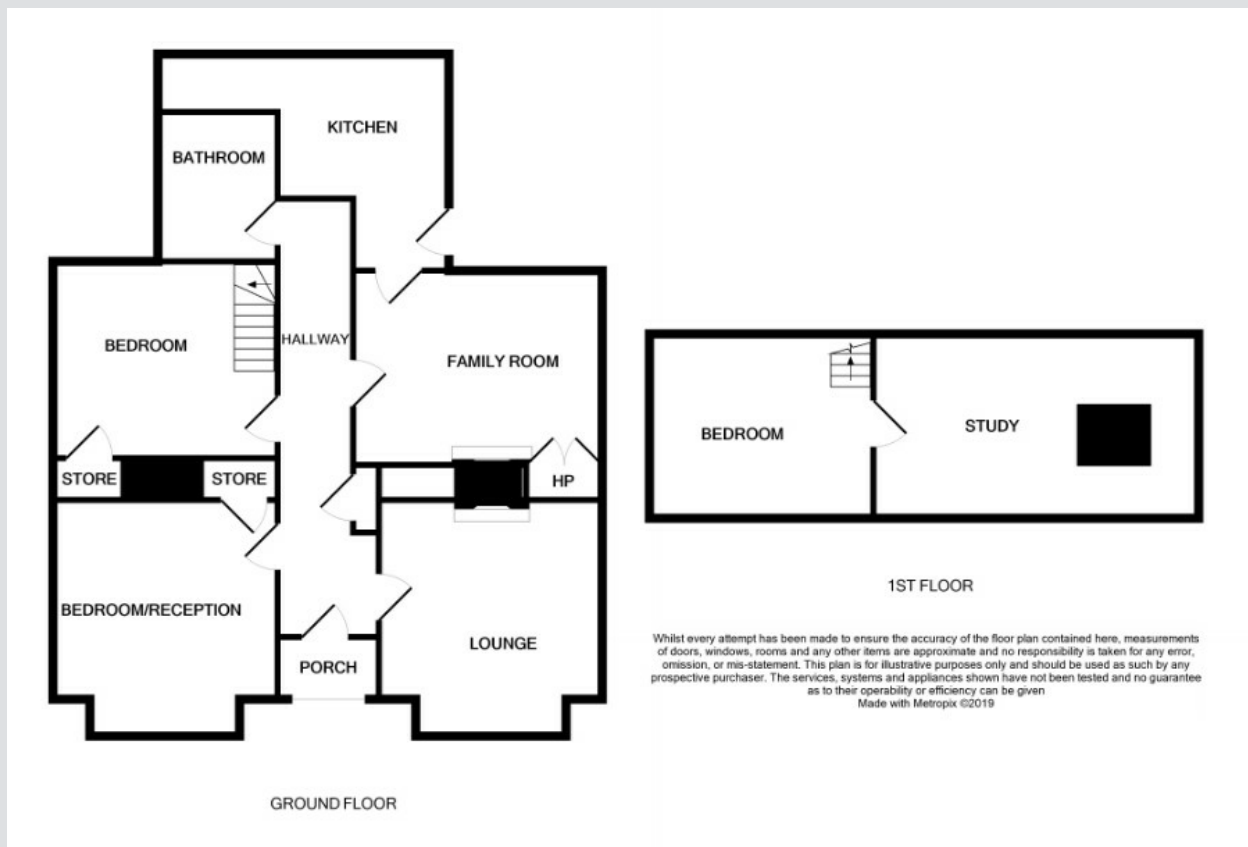 KITCHEN
BATHROOM
BEDROOM
HALLWAY
FAMILY ROOM
STORE
STORE
HP
BEDROOM/RECEPTION
LOUNGE
PORCH
GROUND FLOOR
BEDROOM
STUDY
1ST FLOOR
Whilst every attempt has been made to ensure the accuracy of the floor plan contained here, measurements
of doors, windows, rooms and any other items are approximate and no responsibility is taken for any error,
omission, or mis-statement. This plan is for illustrative purposes only and should be used as such by any
prospective purchaser. The services, systems and appliances shown have not been tested and no guarantee
as to their operability or efficiency can be given
Made with Metropix ©2019